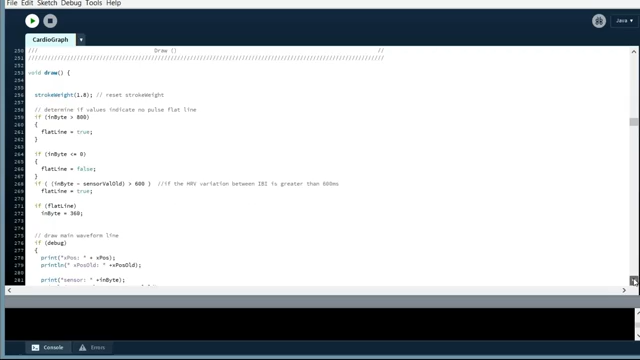 File Edit Sketch Debug Tools Help
Java
CardioGraph
250 /// Draw () //
251 ////////////////////////////////////////////////////////////////////////////////
252
253 void draw() {
254
255
256 strokeWeight(1.0); // reset strokeWeight
257
258 // determine if values indicate no pulse flat line
259 if (inByte > 800)
260 {
261 flatLine = true;
262 }
263
264 if (inByte <= 0)
265 {
266 flatLine = false;
267 }
268 if ( (inByte - sensorValOld) > 600 ) //if the HRV variation between IBI is greater than 600ms
269 flatLine = true;
270
271 if (flatLine)
272 inByte = 360;
273
274
275 // draw main waveform line
276 if (debug)
277 {
278 print("xPos: " + xPos);
279 println(" xPosOld: " +xPosOld);
280
281 print("sensor: " +inByte);
Console Errors